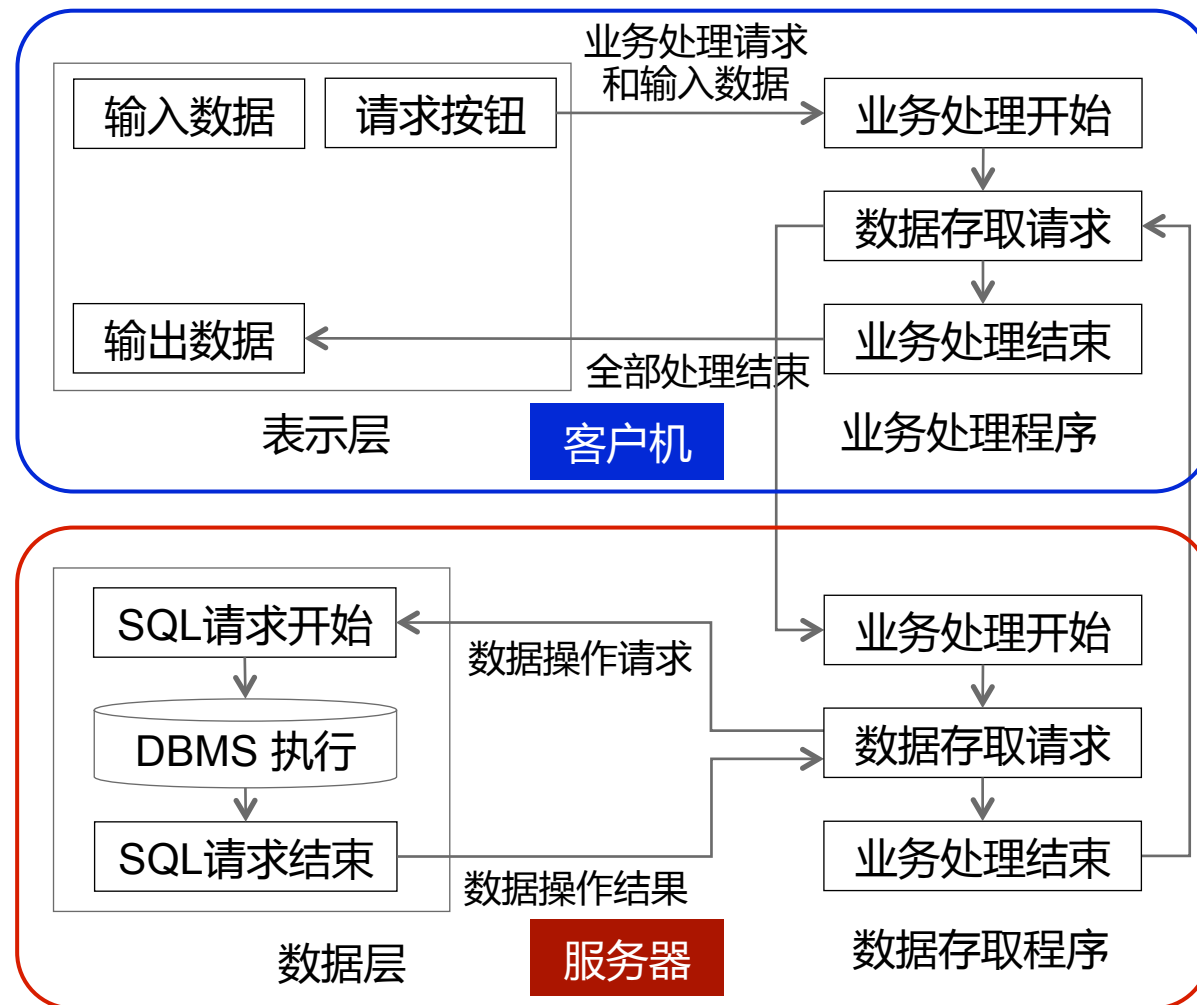 业务处理请求
和输入数据
输入数据
请求按钮
业务处理开始
数据存取请求
输出数据
业务处理结束
全部处理结束
表示层
客户机
业务处理程序
SQL请求开始
业务处理开始
数据操作请求
DBMS 执行
数据存取请求
SQL请求结束
业务处理结束
数据操作结果
数据层
服务器
数据存取程序